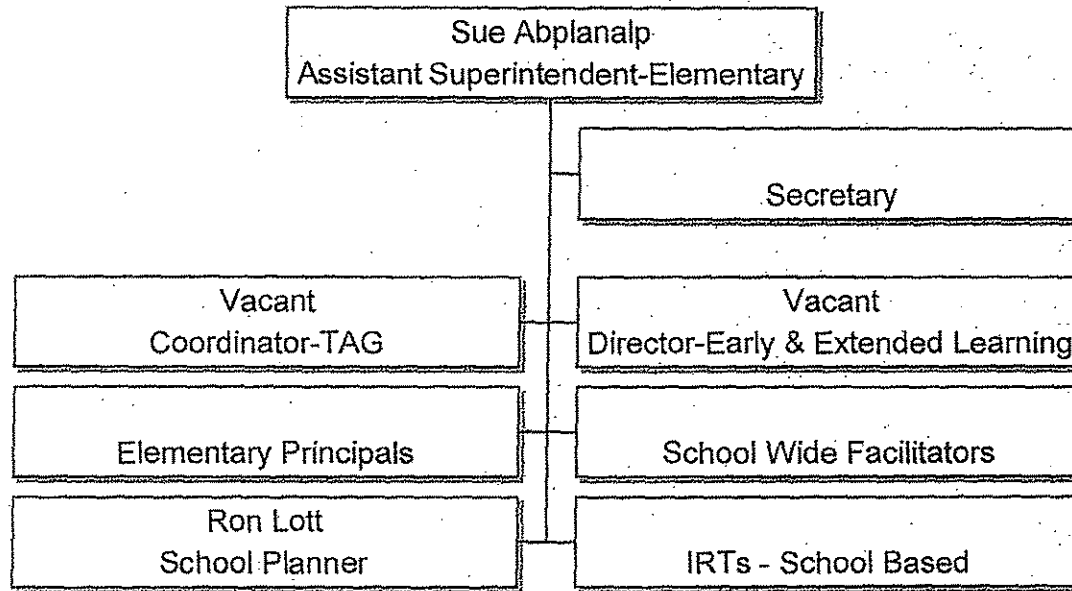 Sue Abplanalp
Assistant Superintendent-Elementary
Secretary
Vacant
Coordinator-TAG
Vacant
Director-Early & Extended Learning
Elementary Principals
School Wide Facilitators
Ron Lott
School Planner
IRTs - School Based